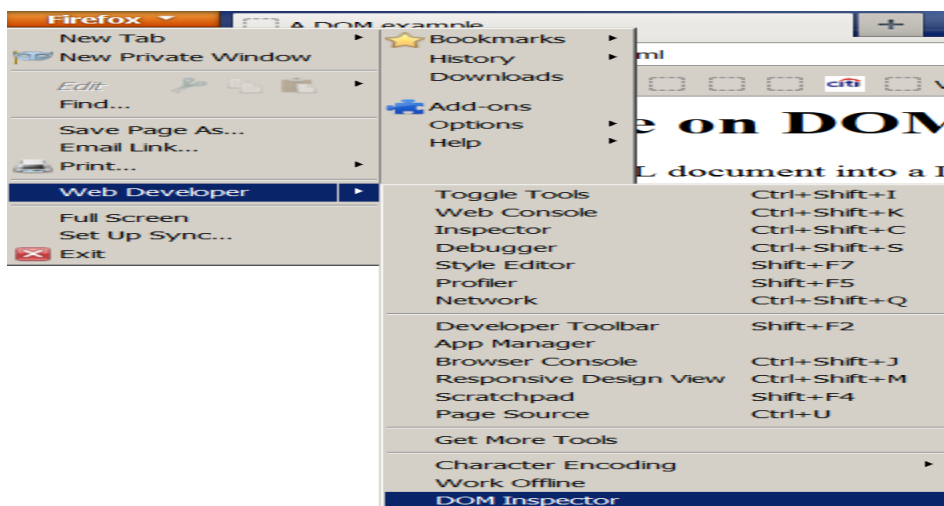 Firefox
A DOM example
New Tab
New Private Window
Edit
Find...
Save Page As...
Email Link...
Print...
Web Developer
Full Screen
Set Up Sync...
Exit
Bookmarks
History
Downloads
Add-ons
Options
Help
ml
citi
e on DOM
L document into a
Toggle Tools Ctrl+Shift+I
Web Console Ctrl+Shift+K
Inspector Ctrl+Shift+C
Debugger Ctrl+Shift+S
Style Editor Shift+F7
Profiler Shift+F5
Network Ctrl+Shift+Q
Developer Toolbar Shift+F2
App Manager
Browser Console Ctrl+Shift+J
Responsive Design View Ctrl+Shift+M
Scratchpad Shift+F4
Page Source Ctrl+U
Get More Tools
Character Encoding
Work Offline
DOM Inspector